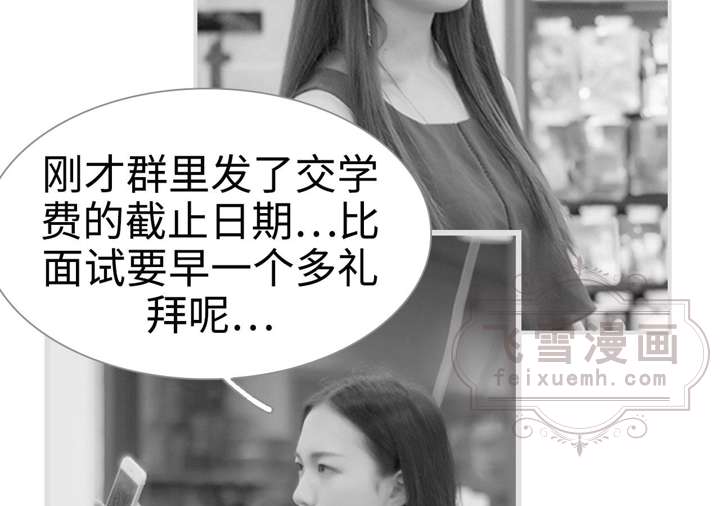 刚才群里发了交学
费的截止日期...比
面试要早一个多礼
拜呢...
飞雪漫画
feixuemh.com